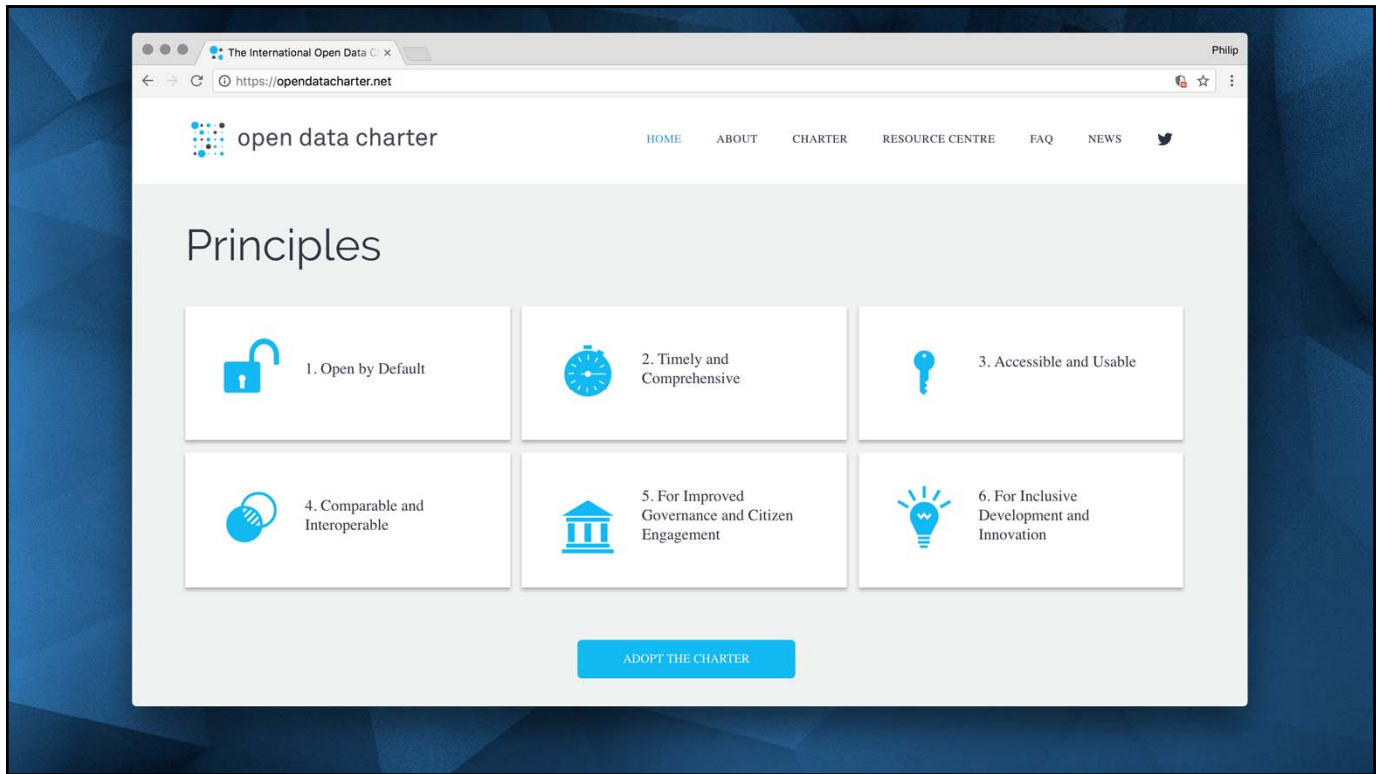 The International Open Data C
Philip
https://opendatacharter.net
open data charter
HOME ABOUT CHARTER RESOURCE CENTRE FAQ NEWS
Principles
1. Open by Default
2. Timely and
Comprehensive
3. Accessible and Usable
4. Comparable and
Interoperable
5. For Improved
Governance and Citizen
Engagement
6. For Inclusive
Development and
Innovation
ADOPT THE CHARTER